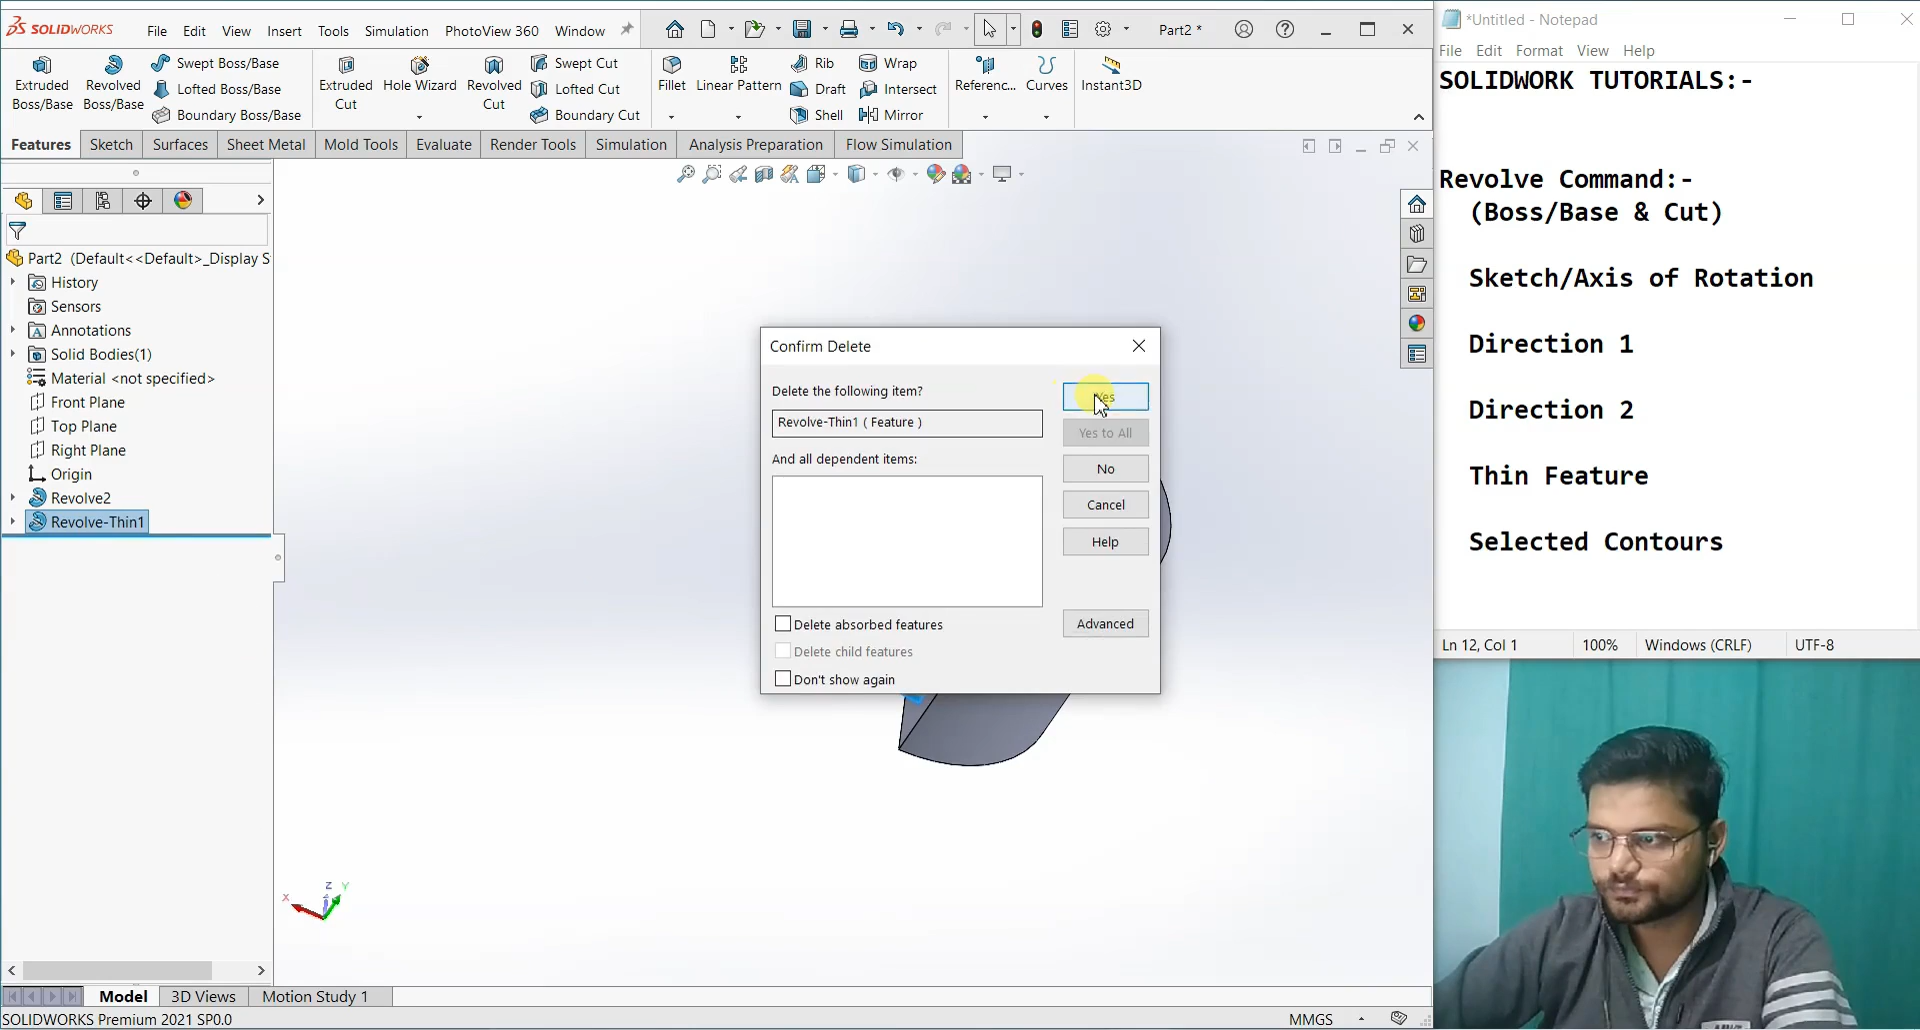 SOLIDWORKS
File Edit View Insert Tools Simulation PhotoView 360 Window
Part2 *
Extruded Boss/Base
Revolved Boss/Base
Swept Boss/Base
Lofted Boss/Base
Boundary Boss/Base
Extruded Cut
Hole Wizard
Revolved Cut
Swept Cut
Lofted Cut
Boundary Cut
Fillet
Linear Pattern
Rib
Draft
Shell
Wrap
Intersect
Mirror
Referenc...
Curves
Instant3D
Features Sketch Surfaces Sheet Metal Mold Tools Evaluate Render Tools Simulation Analysis Preparation Flow Simulation
Part2 (Default<<Default>_Display S
History
Sensors
Annotations
Solid Bodies(1)
Material <not specified>
Front Plane
Top Plane
Right Plane
Origin
Revolve2
Revolve-Thin1
Confirm Delete
Delete the following item?
Revolve-Thin1 ( Feature )
And all dependent items:
Delete absorbed features
Delete child features
Don't show again
Yes
Yes to All
No
Cancel
Help
Advanced
X Z Y
Model 3D Views Motion Study 1
SOLIDWORKS Premium 2021 SP0.0
MMGS
*Untitled - Notepad
File Edit Format View Help
SOLIDWORK TUTORIALS:-
Revolve Command:-
(Boss/Base & Cut)
Sketch/Axis of Rotation
Direction 1
Direction 2
Thin Feature
Selected Contours
Ln 12, Col 1 100% Windows (CRLF) UTF-8